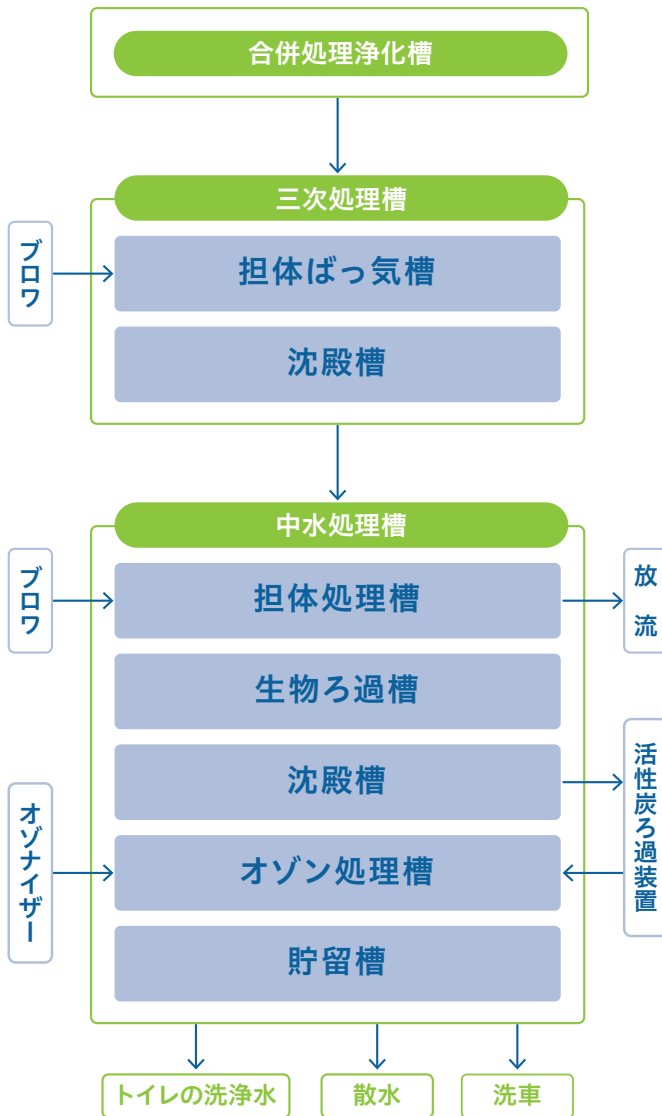 合併処理浄化槽
三次処理槽
ブロワ
担体ばっ気槽
沈殿槽
中水処理槽
ブロワ
担体処理槽
放流
生物ろ過槽
沈殿槽
活性炭ろ過装置
オゾナイザー
オゾン処理槽
貯留槽
トイレの洗浄水
散水
洗車